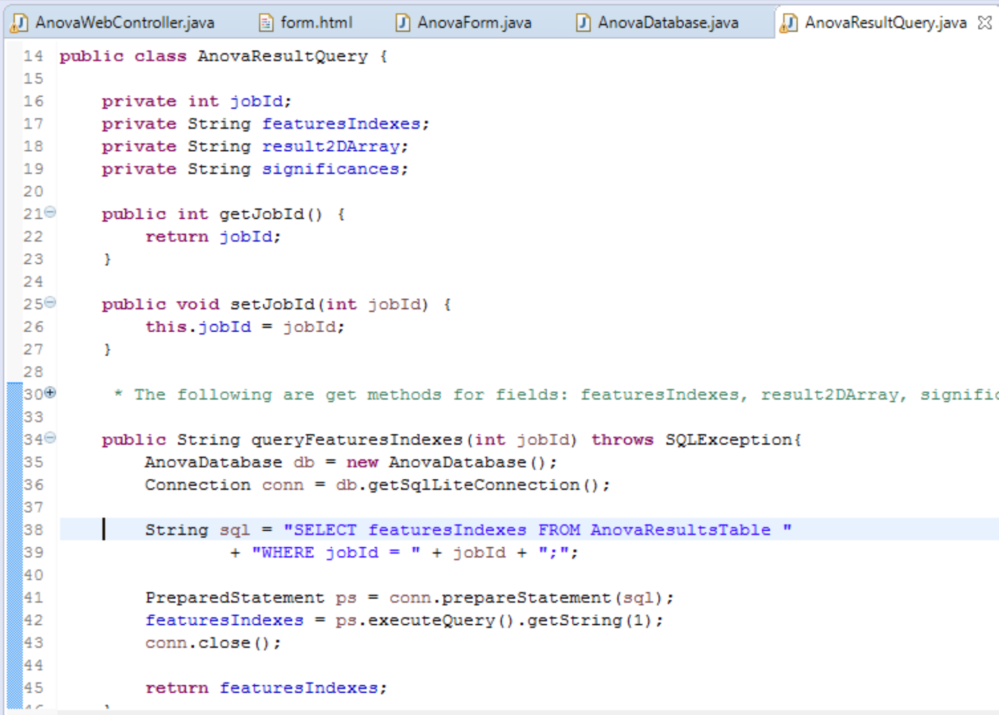 AnovaWebController.java form.html AnovaForm.java AnovaDatabase.java AnovaResultQuery.java
14 public class AnovaResultQuery {
15
16 private int jobId;
17 private String featuresIndexes;
18 private String result2DArray;
19 private String significances;
20
21 public int getJobId() {
22 return jobId;
23 }
24
25 public void setJobId(int jobId) {
26 this.jobId = jobId;
27 }
28
30 * The following are get methods for fields: featuresIndexes, result2DArray, signific
33
34 public String queryFeaturesIndexes(int jobId) throws SQLException{
35 AnovaDatabase db = new AnovaDatabase();
36 Connection conn = db.getSqlLiteConnection();
37
38 String sql = "SELECT featuresIndexes FROM AnovaResultsTable "
39 + "WHERE jobId = " + jobId + ";";
40
41 PreparedStatement ps = conn.prepareStatement(sql);
42 featuresIndexes = ps.executeQuery().getString(1);
43 conn.close();
44
45 return featuresIndexes;